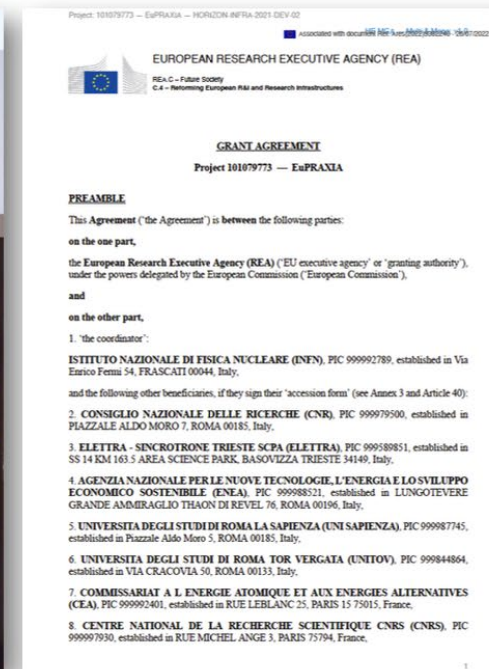 Project: 101079773 — EuPRAXIA — HORIZON-INFRA-2021-DEV-02
Associated with document Ref.
EUROPEAN RESEARCH EXECUTIVE AGENCY (REA)
REA.C – Future Society
C.4 – Reforming European R&I and Research Infrastructures
GRANT AGREEMENT
Project 101079773 — EuPRAXIA
PREAMBLE
This Agreement ('the Agreement') is between the following parties:
on the one part,
the European Research Executive Agency (REA) ('EU executive agency' or 'granting authority'),
under the powers delegated by the European Commission ('European Commission'),
and
on the other part,
1. 'the coordinator':
ISTITUTO NAZIONALE DI FISICA NUCLEARE (INFN), PIC 999992789, established in Via
Enrico Fermi 54, FRASCATI 00044, Italy,
and the following other beneficiaries, if they sign their 'accession form' (see Annex 3 and Article 40):
2. CONSIGLIO NAZIONALE DELLE RICERCHE (CNR), PIC 999979500, established in
PIAZZALE ALDO MORO 7, ROMA 00185, Italy,
3. ELETTRA - SINCROTRONE TRIESTE SCPA (ELETTRA), PIC 999589851, established in
SS 14 KM 163.5 AREA SCIENCE PARK, BASOVIZZA TRIESTE 34149, Italy,
4. AGENZIA NAZIONALE PER LE NUOVE TECNOLOGIE, L'ENERGIA E LO SVILUPPO
ECONOMICO SOSTENIBILE (ENEA), PIC 999988521, established in LUNGOTEVERE
GRANDE AMMIRAGLIO THAON DI REVEL 76, ROMA 00196, Italy,
5. UNIVERSITA DEGLI STUDI DI ROMA LA SAPIENZA (UNI SAPIENZA), PIC 999987745,
established in Piazzale Aldo Moro 5, ROMA 00185, Italy,
6. UNIVERSITA DEGLI STUDI DI ROMA TOR VERGATA (UNITOV), PIC 999844864,
established in VIA CRACOVIA 50, ROMA 00133, Italy,
7. COMMISSARIAT A L ENERGIE ATOMIQUE ET AUX ENERGIES ALTERNATIVES
(CEA), PIC 999992401, established in RUE LEBLANC 25, PARIS 15 75015, France,
8. CENTRE NATIONAL DE LA RECHERCHE SCIENTIFIQUE CNRS (CNRS), PIC
999997930, established in RUE MICHEL ANGE 3, PARIS 75794, France,
1